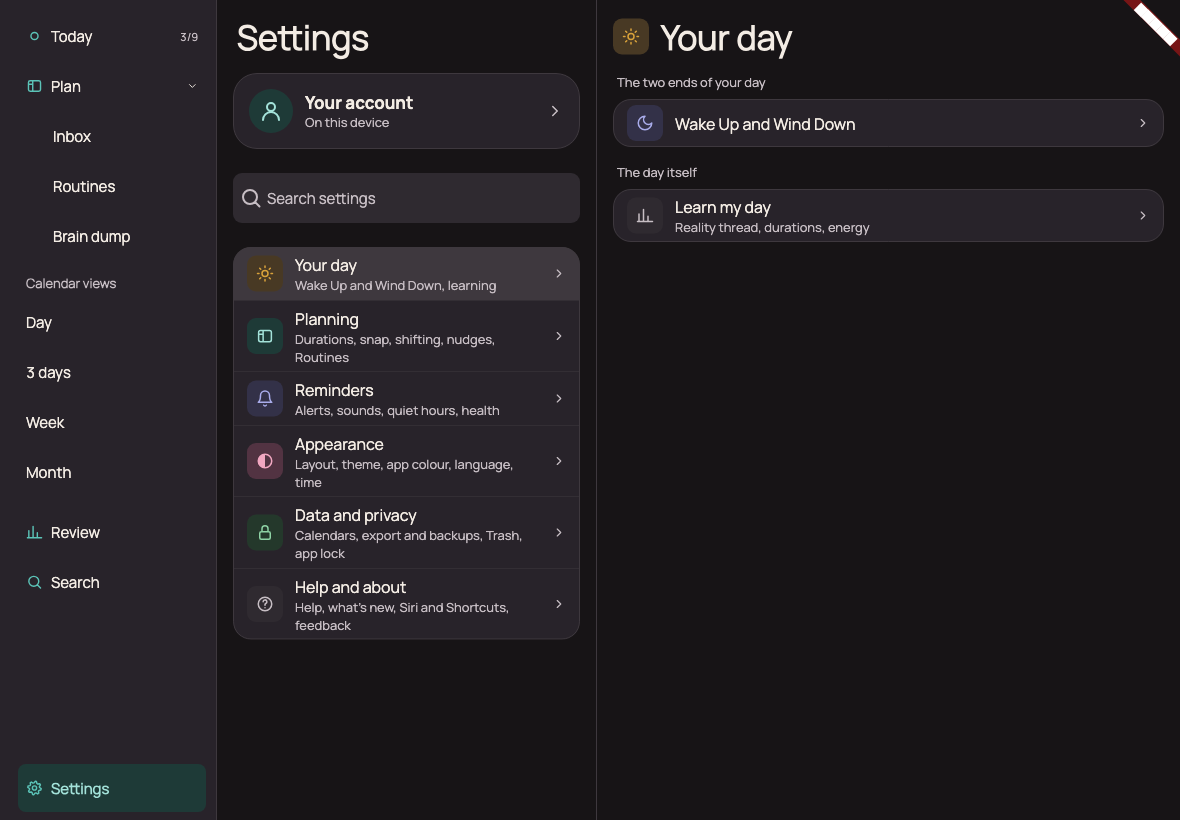 Today
3/9
Plan
Inbox
Routines
Brain dump
Calendar views
Day
3 days
Week
Month
Review
Search
Settings
Settings
Your account
On this device
Search settings
Your day
Wake Up and Wind Down, learning
Planning
Durations, snap, shifting, nudges,
Routines
Reminders
Alerts, sounds, quiet hours, health
Appearance
Layout, theme, app colour, language,
time
Data and privacy
Calendars, export and backups, Trash,
app lock
Help and about
Help, what's new, Siri and Shortcuts,
feedback
Your day
The two ends of your day
Wake Up and Wind Down
The day itself
Learn my day
Reality thread, durations, energy